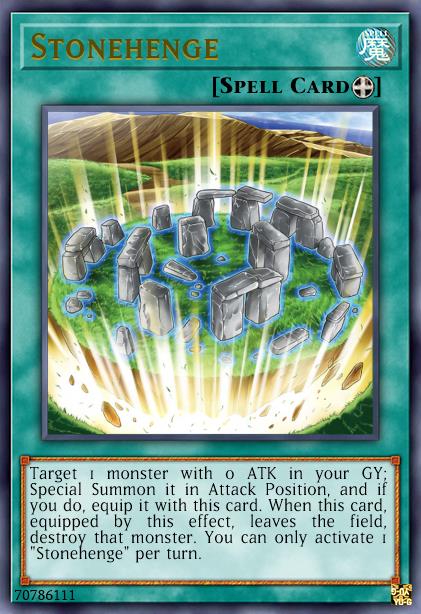 STONEHENGE
SPELL
魔
[SPELL CARD]
Target 1 monster with 0 ATK in your GY;
Special Summon it in Attack Position, and if
you do, equip it with this card. When this card,
equipped by this effect, leaves the field,
destroy that monster. You can only activate 1
"Stonehenge" per turn.
70786111